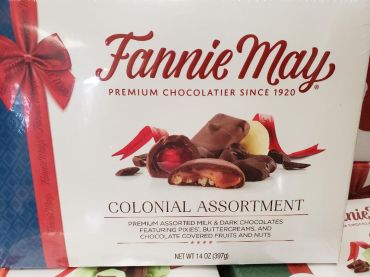 Fannie May®
PREMIUM CHOCOLATIER SINCE 1920
COLONIAL ASSORTMENT
PREMIUM ASSORTED MILK & DARK CHOCOLATES
FEATURING PIXIES®, BUTTERCREAMS, AND
CHOCOLATE COVERED FRUITS AND NUTS
NET WT 14 OZ (397g)